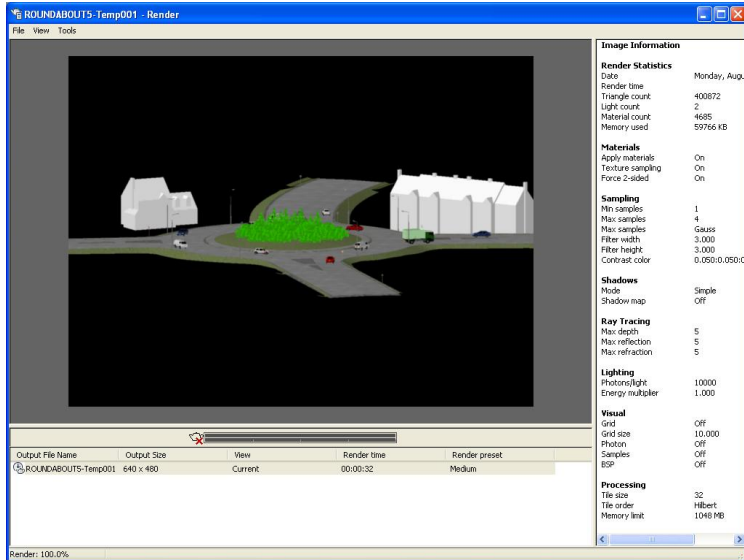 ROUNDABOUT5-Temp001 - Render
File View Tools
Image Information
Render Statistics
Date Monday, Augu
Render time
Triangle count 400872
Light count 2
Material count 4685
Memory used 59766 KB
Materials
Apply materials On
Texture sampling On
Force 2-sided On
Sampling
Min samples 1
Max samples 4
Max samples Gauss
Filter width 3.000
Filter height 3.000
Contrast color 0.050:0.050:0
Shadows
Mode Simple
Shadow map Off
Ray Tracing
Max depth 5
Max reflection 5
Max refraction 5
Lighting
Photons/light 10000
Energy multiplier 1.000
Visual
Grid Off
Grid size 10.000
Photon Off
Samples Off
BSP Off
Processing
Tile size 32
Tile order Hilbert
Memory limit 1048 MB
Output File Name Output Size View Render time Render preset
ROUNDABOUT5-Temp001 640 x 480 Current 00:00:32 Medium
Render: 100.0%